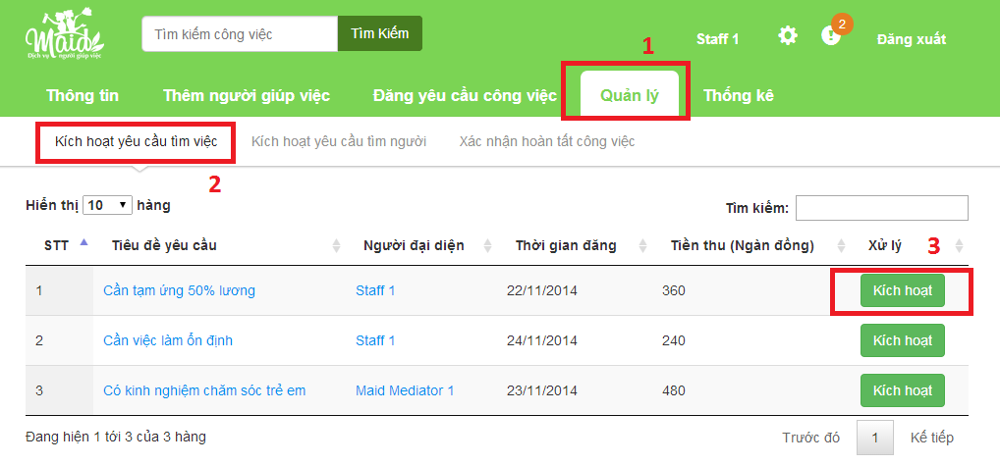 Maid
Dịch vụ người giúp việc
Tìm kiếm công việc Tìm Kiếm
Staff 1 2 Đăng xuất
1
Thông tin Thêm người giúp việc Đăng yêu cầu công việc Quản lý Thống kê
Kích hoạt yêu cầu tìm việc Kích hoạt yêu cầu tìm người Xác nhận hoàn tất công việc
2
Hiển thị 10 hàng Tìm kiếm:
3
STT Tiêu đề yêu cầu Người đại diện Thời gian đăng Tiền thu (Ngàn đồng) Xử lý
1 Cần tạm ứng 50% lương Staff 1 22/11/2014 360 Kích hoạt
2 Cần việc làm ổn định Staff 1 24/11/2014 240 Kích hoạt
3 Có kinh nghiệm chăm sóc trẻ em Maid Mediator 1 23/11/2014 480 Kích hoạt
Đang hiện 1 tới 3 của 3 hàng Trước đó 1 Kế tiếp